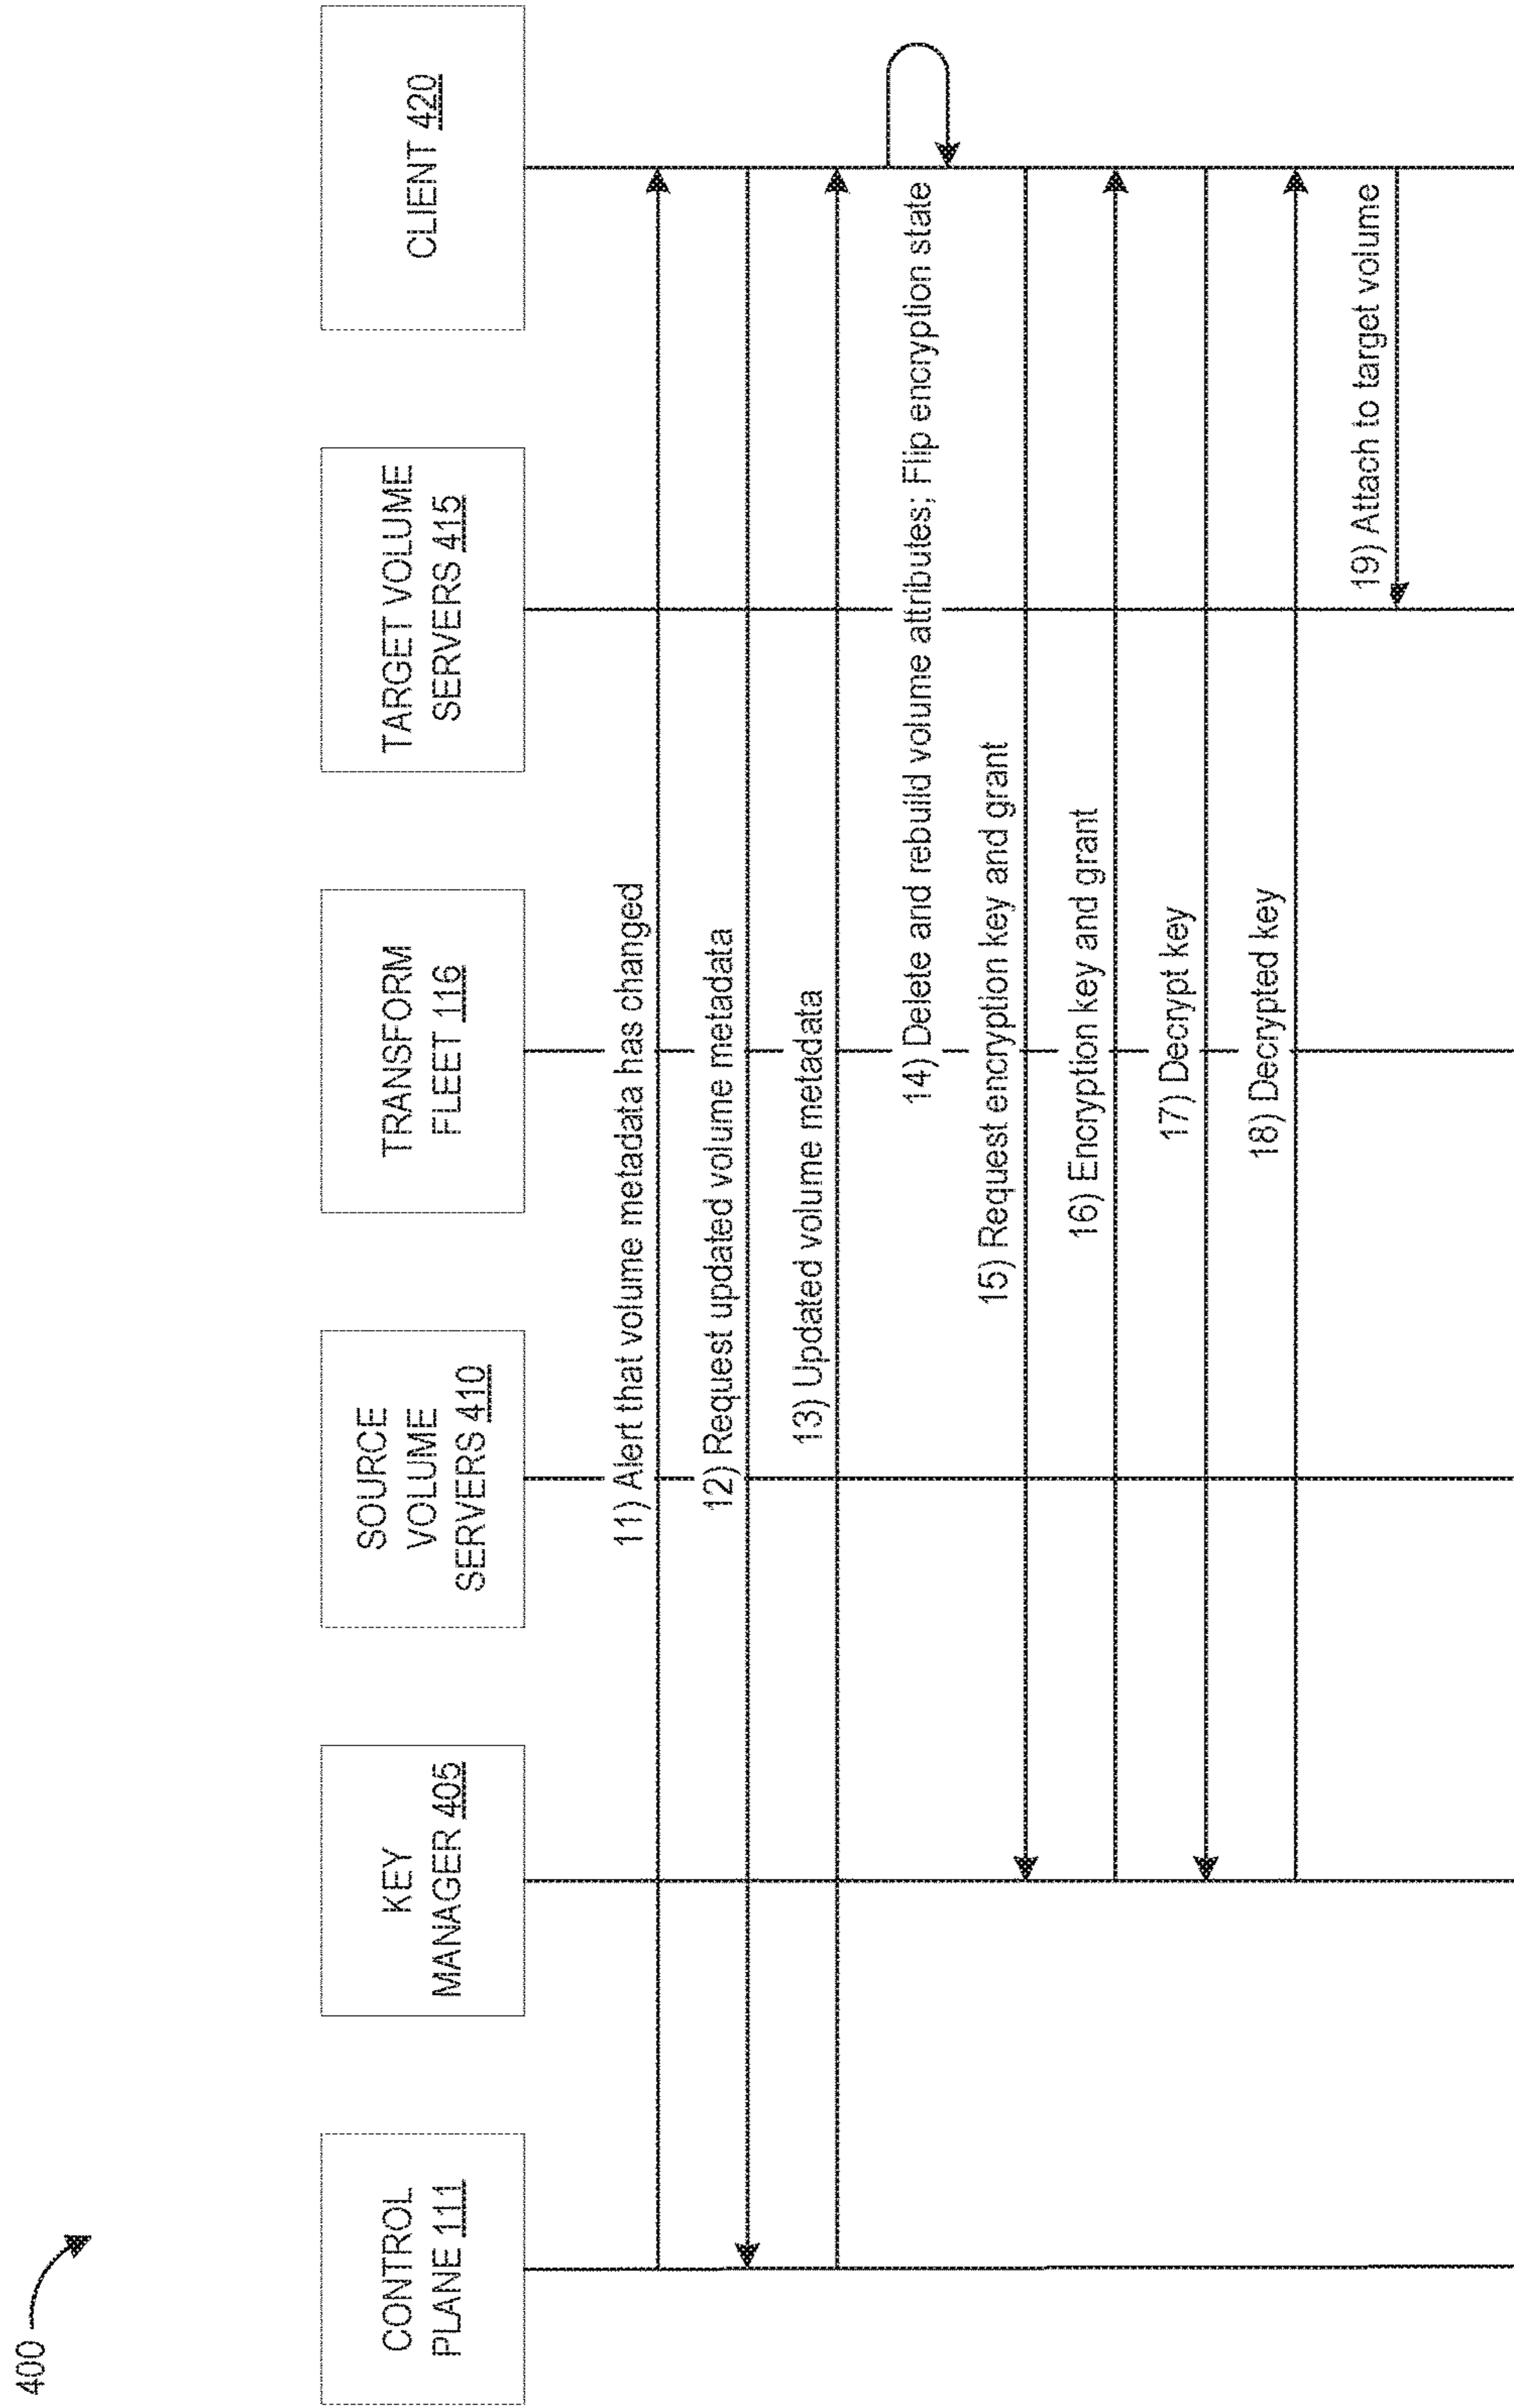 400
CONTROL
PLANE 111
KEY
MANAGER 405
SOURCE
VOLUME
SERVERS 410
TRANSFORM
FLEET 116
TARGET VOLUME
SERVERS 415
CLIENT 420
11) Alert that volume metadata has changed
12) Request updated volume metadata
13) Updated volume metadata
14) Delete and rebuild volume attributes; Flip encryption state
15) Request encryption key and grant
16) Encryption key and grant
17) Decrypt key
18) Decrypted key
19) Attach to target volume